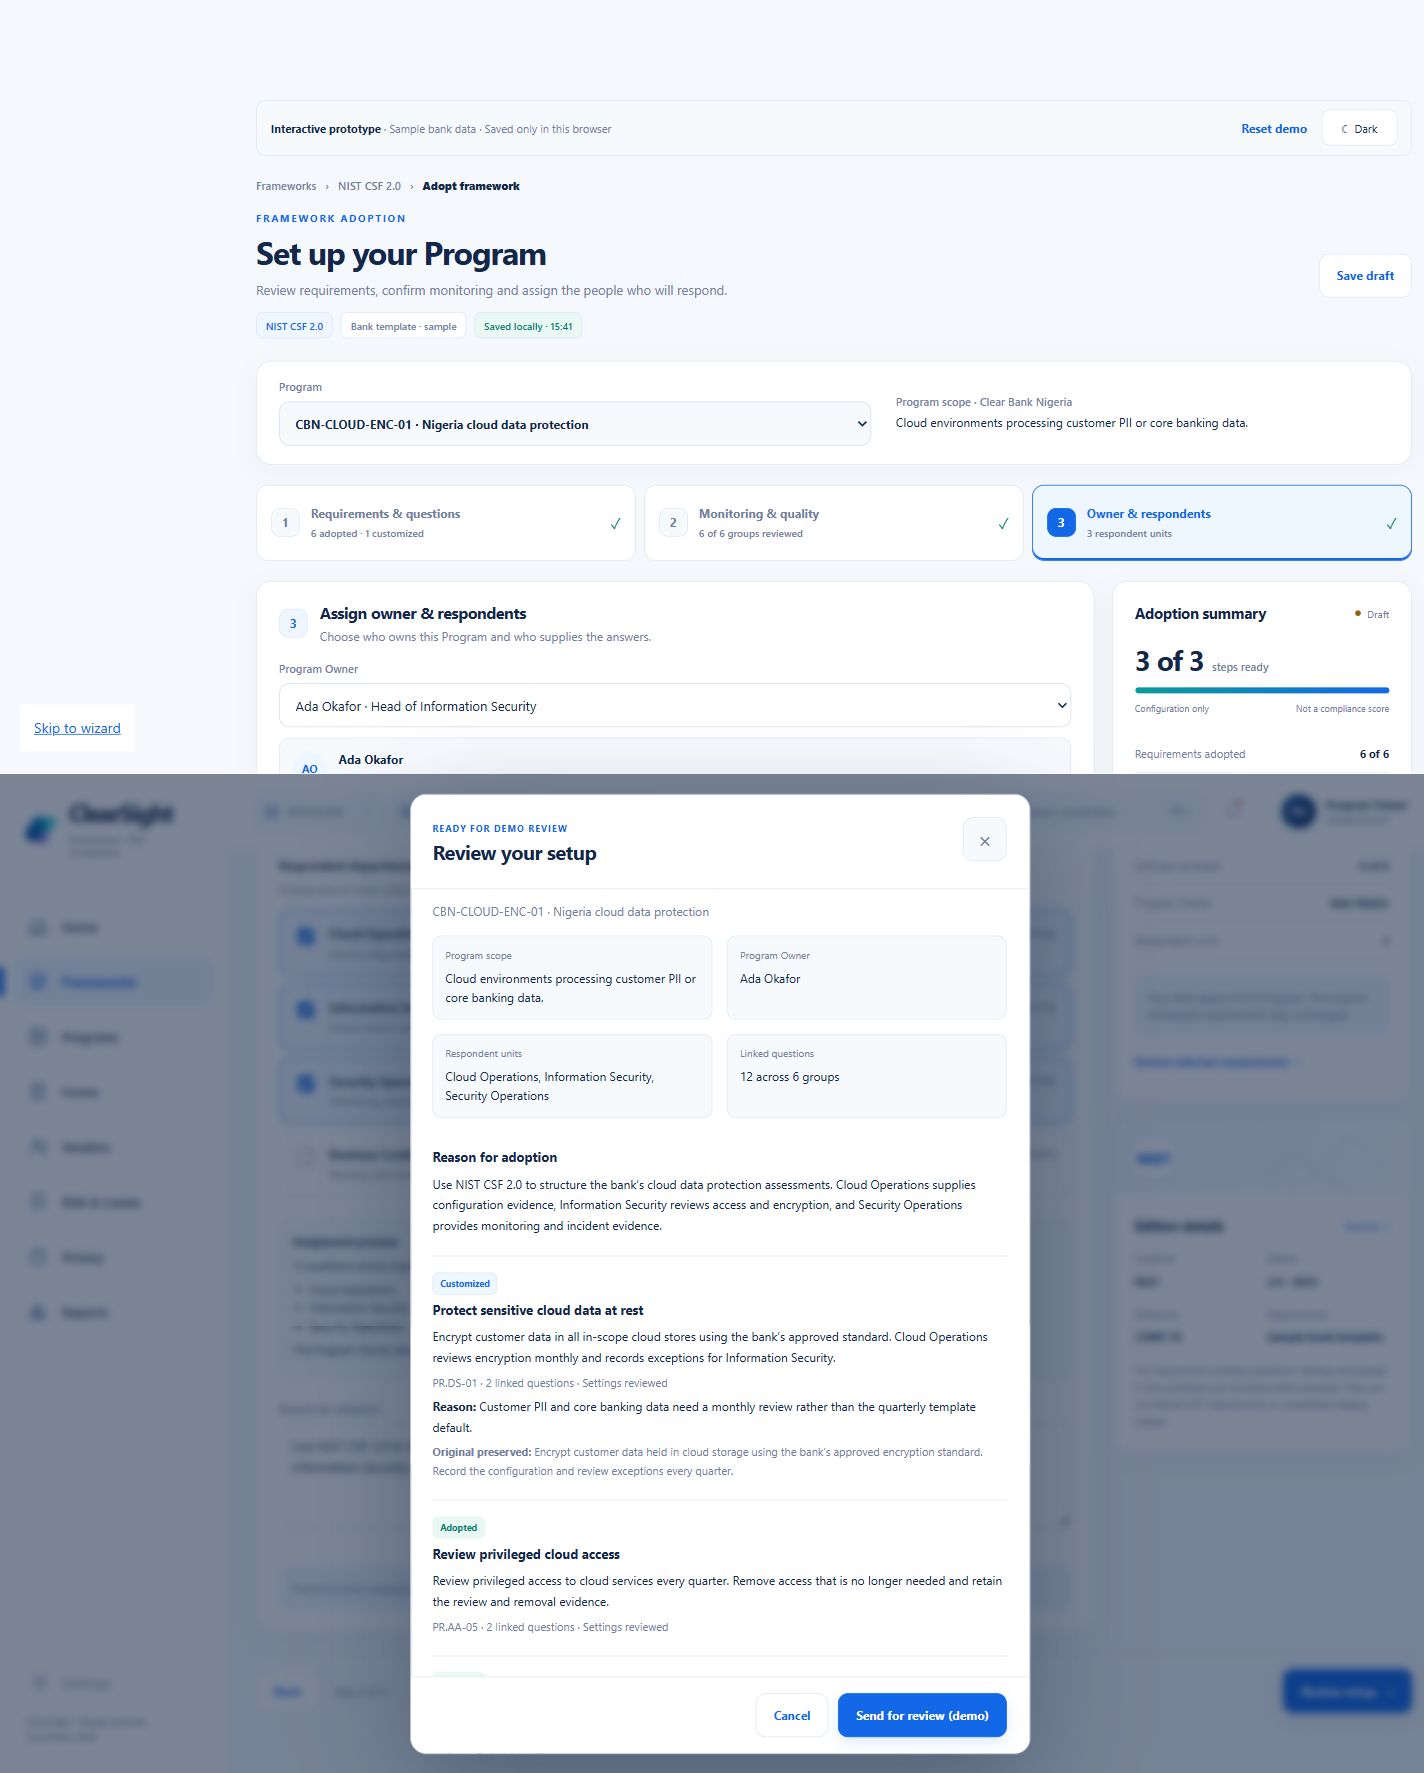 Interactive prototype · Sample bank data · Saved only in this browser
Reset demo
☾ Dark
Frameworks › NIST CSF 2.0 › Adopt framework
FRAMEWORK ADOPTION
Set up your Program
Save draft
Review requirements, confirm monitoring and assign the people who will respond.
NIST CSF 2.0
Bank template · sample
Saved locally · 15:41
Program
CBN-CLOUD-ENC-01 · Nigeria cloud data protection
Program scope · Clear Bank Nigeria
Cloud environments processing customer PII or core banking data.
1
Requirements & questions
6 adopted · 1 customized
✓
2
Monitoring & quality
6 of 6 groups reviewed
✓
3
Owner & respondents
3 respondent units
✓
3
Assign owner & respondents
Choose who owns this Program and who supplies the answers.
Program Owner
Ada Okafor · Head of Information Security
AO
Ada Okafor
Adoption summary
Draft
3 of 3 steps ready
Configuration only
Not a compliance score
Requirements adopted
6 of 6
Skip to wizard
ClearSight
Home
Frameworks
Programs
Forms
Vendors
Privacy
Reports
READY FOR DEMO REVIEW
Review your setup
×
CBN-CLOUD-ENC-01 · Nigeria cloud data protection
Program scope
Cloud environments processing customer PII or
core banking data.
Program Owner
Ada Okafor
Respondent units
Cloud Operations, Information Security,
Security Operations
Linked questions
12 across 6 groups
Reason for adoption
Use NIST CSF 2.0 to structure the bank's cloud data protection assessments. Cloud Operations supplies
configuration evidence, Information Security reviews access and encryption, and Security Operations
provides monitoring and incident evidence.
Customized
Protect sensitive cloud data at rest
Encrypt customer data in all in-scope cloud stores using the bank's approved standard. Cloud Operations
reviews encryption monthly and records exceptions for Information Security.
PR.DS-01 · 2 linked questions · Settings reviewed
Reason: Customer PII and core banking data need a monthly review rather than the quarterly template
default.
Original preserved: Encrypt customer data held in cloud storage using the bank's approved encryption standard.
Record the configuration and review exceptions every quarter.
Adopted
Review privileged cloud access
Review privileged access to cloud services every quarter. Remove access that is no longer needed and retain
the review and removal evidence.
PR.AA-05 · 2 linked questions · Settings reviewed
Cancel
Send for review (demo)